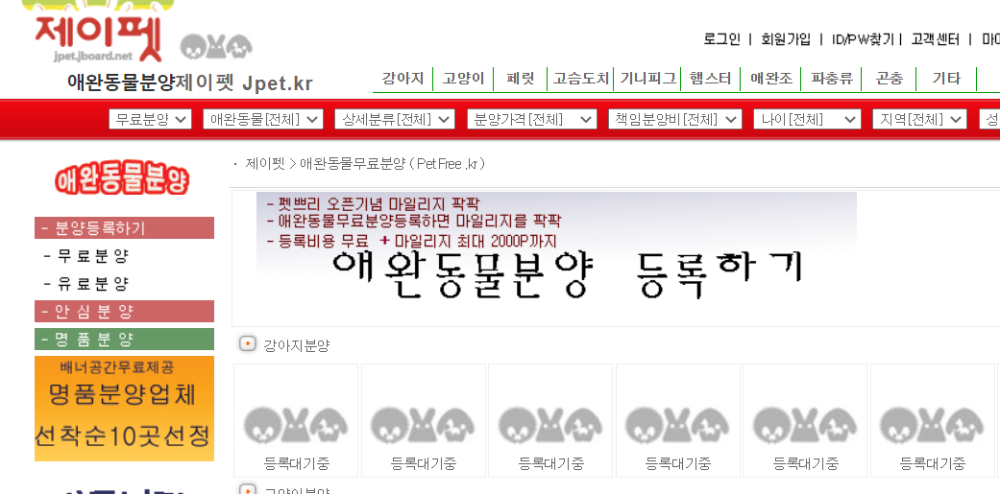 제이펫
jpet.jboard.net
로그인 | 회원가입 | ID/PW찾기 | 고객센터 |
애완동물분양제이펫 Jpet.kr
강아지 고양이 페릿 고슴도치 기니피그 햄스터 애완조 파충류 곤충 기타
무료분양 애완동물[전체] 상세분류[전체] 분양가격[전체] 책임분양비[전체] 나이[전체] 지역[전체] 성
· 제이펫 > 애완동물무료분양 ( PetFree .kr )
애완동물분양
- 분양등록하기
- 무료분양
- 유료분양
- 안심분양
- 명품분양
배너공간무료제공
명품분양업체
선착순10곳선정
- 펫쁘리 오픈기념 마일리지 팍팍
- 애완동물무료분양등록하면 마일리지를 팍팍
- 등록비용 무료 + 마일리지 최대 2000P까지
애완동물분양 등록하기
강아지분양
등록대기중 등록대기중 등록대기중 등록대기중 등록대기중 등록대기중